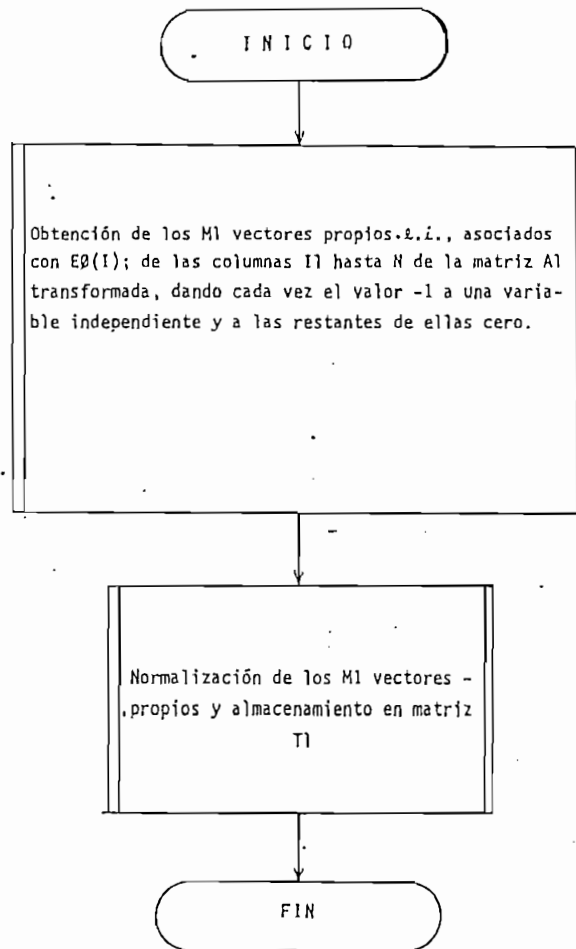 I N I C I O
Obtención de los M1 vectores propios ℓ.i., asociados
con EØ(I); de las columnas I1 hasta N de la matriz A1
transformada, dando cada vez el valor -1 a una varia-
ble independiente y a las restantes de ellas cero.
Normalización de los M1 vectores -
propios y almacenamiento en matriz
T1
FIN